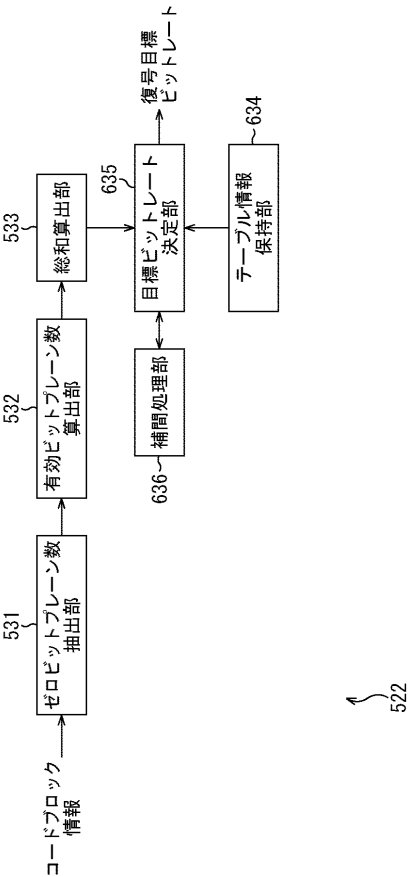 コードブロック
情報
531
ゼロビットプレーン数
抽出部
532
有効ビットプレーン数
算出部
533
総和算出部
635
目標ビットレート
決定部
復号目標
ビットレート
636
補間処理部
634
テーブル情報
保持部
522